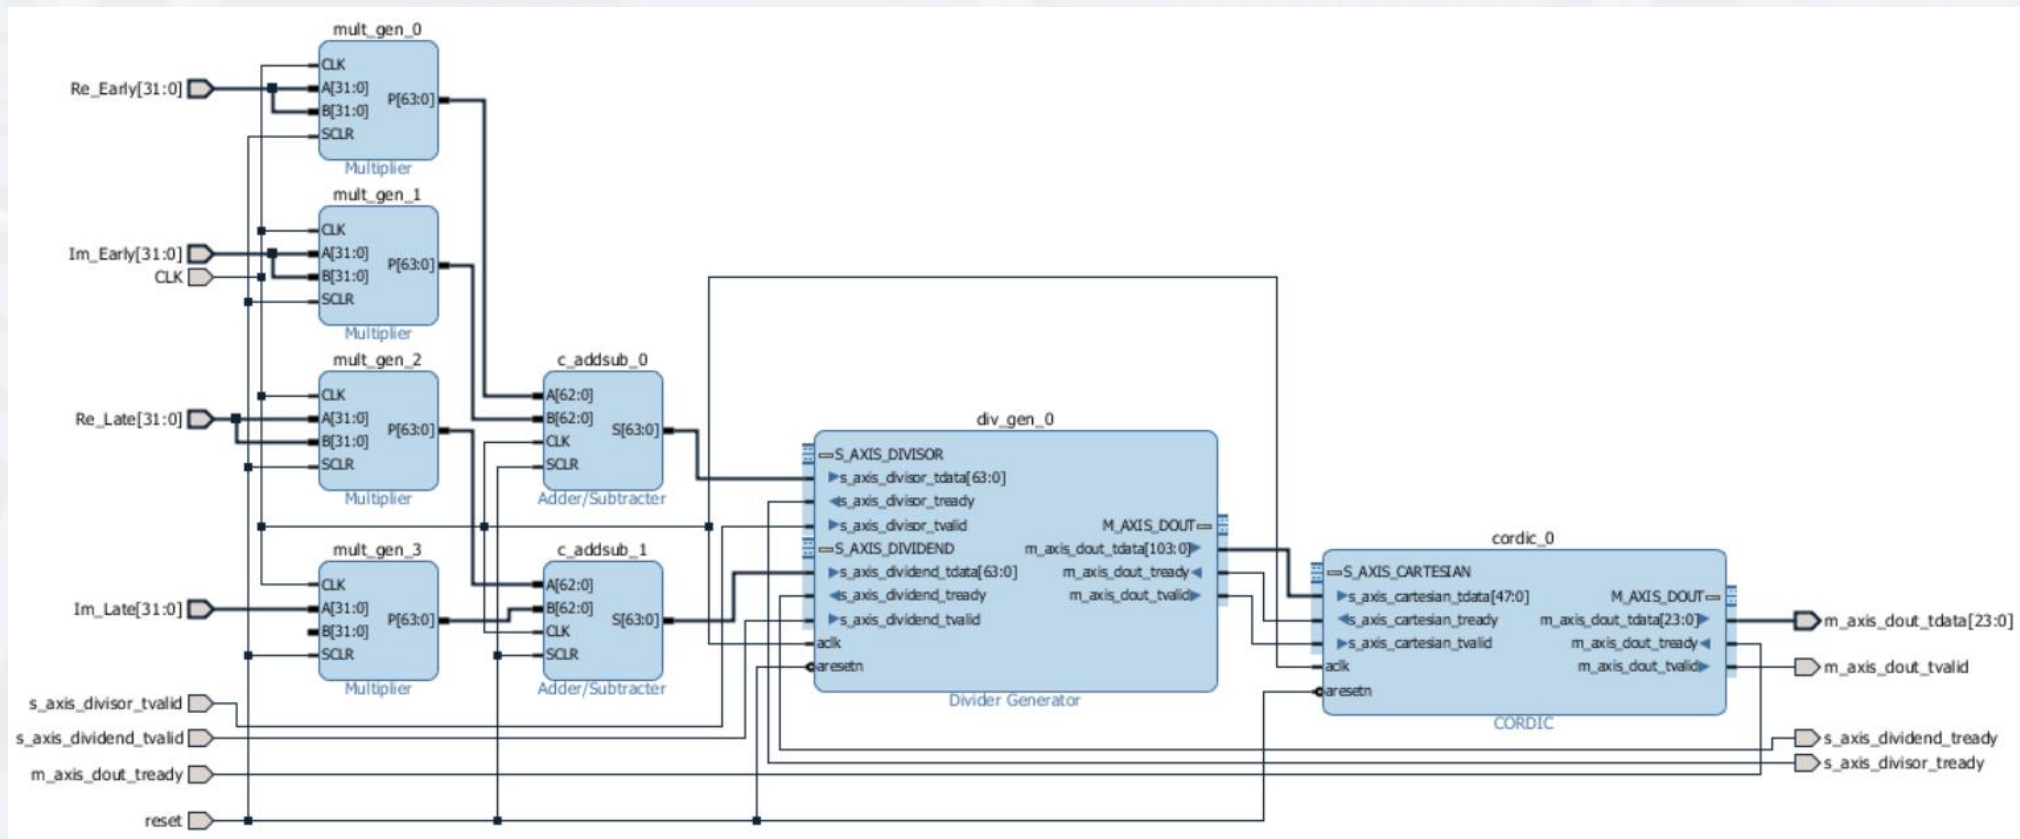 mult_gen_0
CLK
A[31:0]
B[31:0]
SCLR
P[63:0]
Multiplier
Re_Early[31:0]
mult_gen_1
CLK
A[31:0]
B[31:0]
SCLR
P[63:0]
Multiplier
Im_Early[31:0]
CLK
mult_gen_2
CLK
A[31:0]
B[31:0]
SCLR
P[63:0]
Multiplier
Re_Late[31:0]
mult_gen_3
CLK
A[31:0]
B[31:0]
SCLR
P[63:0]
Multiplier
Im_Late[31:0]
s_axis_divisor_tvalid
s_axis_dividend_tvalid
m_axis_dout_tready
reset
c_addsub_0
A[62:0]
B[62:0]
CLK
SCLR
S[63:0]
Adder/Subtracter
c_addsub_1
A[62:0]
B[62:0]
CLK
SCLR
S[63:0]
Adder/Subtracter
div_gen_0
S_AXIS_DIVISOR
s_axis_divisor_tdata[63:0]
s_axis_divisor_tready
s_axis_divisor_tvalid
S_AXIS_DIVIDEND
s_axis_dividend_tdata[63:0]
s_axis_dividend_tready
s_axis_dividend_tvalid
aclk
aresetn
M_AXIS_DOUT
m_axis_dout_tdata[103:0]
m_axis_dout_tready
m_axis_dout_tvalid
Divider Generator
cordic_0
S_AXIS_CARTESIAN
s_axis_cartesian_tdata[47:0]
s_axis_cartesian_tready
s_axis_cartesian_tvalid
aclk
aresetn
M_AXIS_DOUT
m_axis_dout_tdata[23:0]
m_axis_dout_tready
m_axis_dout_tvalid
CORDIC
m_axis_dout_tdata[23:0]
m_axis_dout_tvalid
s_axis_dividend_tready
s_axis_divisor_tready